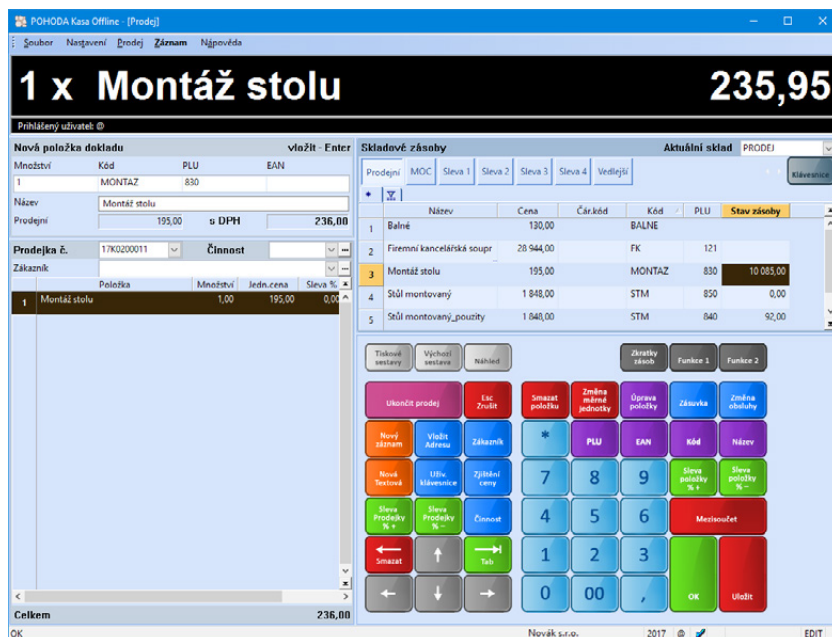 POHODA Kasa Offline - [Prodej]
Soubor Nastavení Prodej Záznam Nápověda
1 x Montáž stolu 235,95
Přihlášený uživatel: @
Nová položka dokladu vložit - Enter
Množství Kód PLU EAN
1 MONTAZ 830
Název Montáž stolu
Prodejní 195,00 s DPH 236,00
Prodejka č. 17K0200011 Činnost
Zákazník
Položka Množství Jedn.cena Sleva %
1 Montáž stolu 1,00 195,00 0,00
Celkem 236,00
Skladové zásoby Aktuální sklad PRODEJ
Prodejní MOC Sleva 1 Sleva 2 Sleva 3 Sleva 4 Vedlejší Klávesnice
Název Cena Čár.kód Kód PLU Stav zásoby
1 Balné 130,00 BALNE
2 Firemní kancelářská soupr ... 28 944,00 FK 121
3 Montáž stolu 195,00 MONTAZ 830 10 085,00
4 Stůl montovaný 1 848,00 STM 850 0,00
5 Stůl montovaný_pouzity 1 848,00 STM 840 92,00
Tiskové sestavy Výchozí sestava Náhled Zkratky zásob Funkce 1 Funkce 2
Ukončit prodej Esc Zrušit Smazat položku Změna měrné jednotky Úprava položky Zásuvka Změna obsluhy
Nový záznam Vložit Adresu Zákazník * PLU EAN Kód Název
Nová Textová Uživ. klávesnice Zjištění ceny 7 8 9 Sleva položky % + Sleva položky % –
Sleva Prodejky % + Sleva Prodejky % – Činnost 4 5 6 Mezisoučet
Smazat Tab 1 2 3
0 00 , OK Uložit
OK Novák s.r.o. 2017 @ EDIT